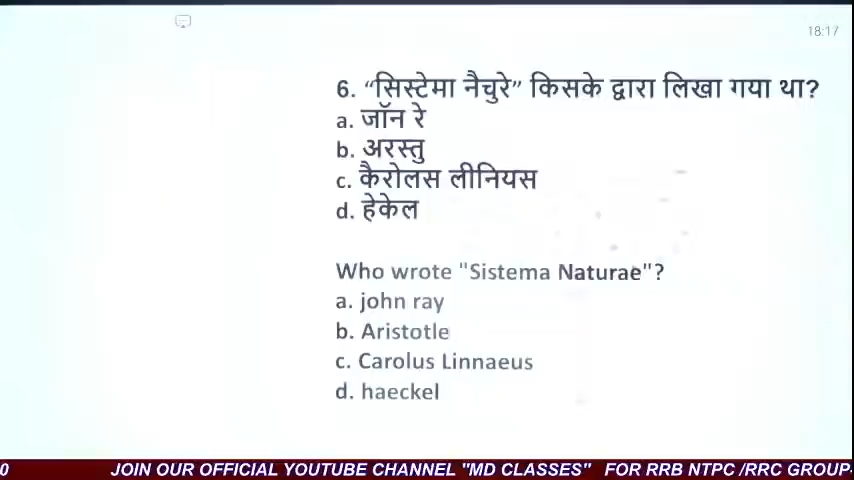 18:17
6. “सिस्टेमा नैचुरे” किसके द्वारा लिखा गया था?
a. जॉन रे
b. अरस्तु
c. कैरोलस लीनियस
d. हेकेल
Who wrote "Sistema Naturae"?
a. john ray
b. Aristotle
c. Carolus Linnaeus
d. haeckel
0 JOIN OUR OFFICIAL YOUTUBE CHANNEL "MD CLASSES" FOR RRB NTPC /RRC GROUP-